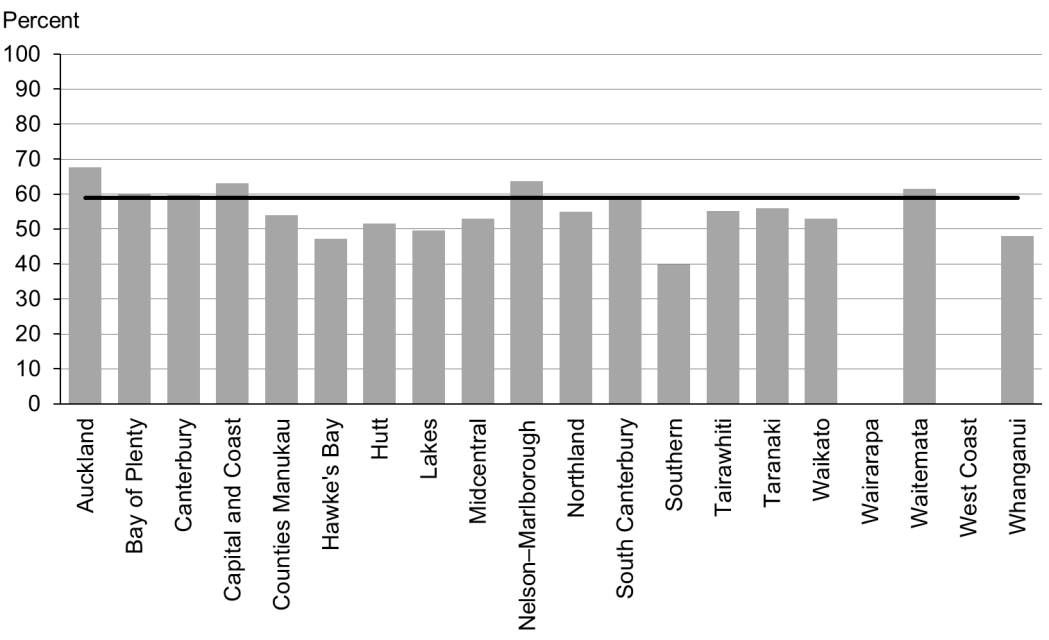 Percent
100
90
80
70
60
50
40
30
20
10
0
Auckland
Bay of Plenty
Canterbury
Capital and Coast
Counties Manukau
Hawke's Bay
Hutt
Lakes
Midcentral
Nelson–Marlborough
Northland
South Canterbury
Southern
Tairawhiti
Taranaki
Waikato
Wairarapa
Waitemata
West Coast
Whanganui